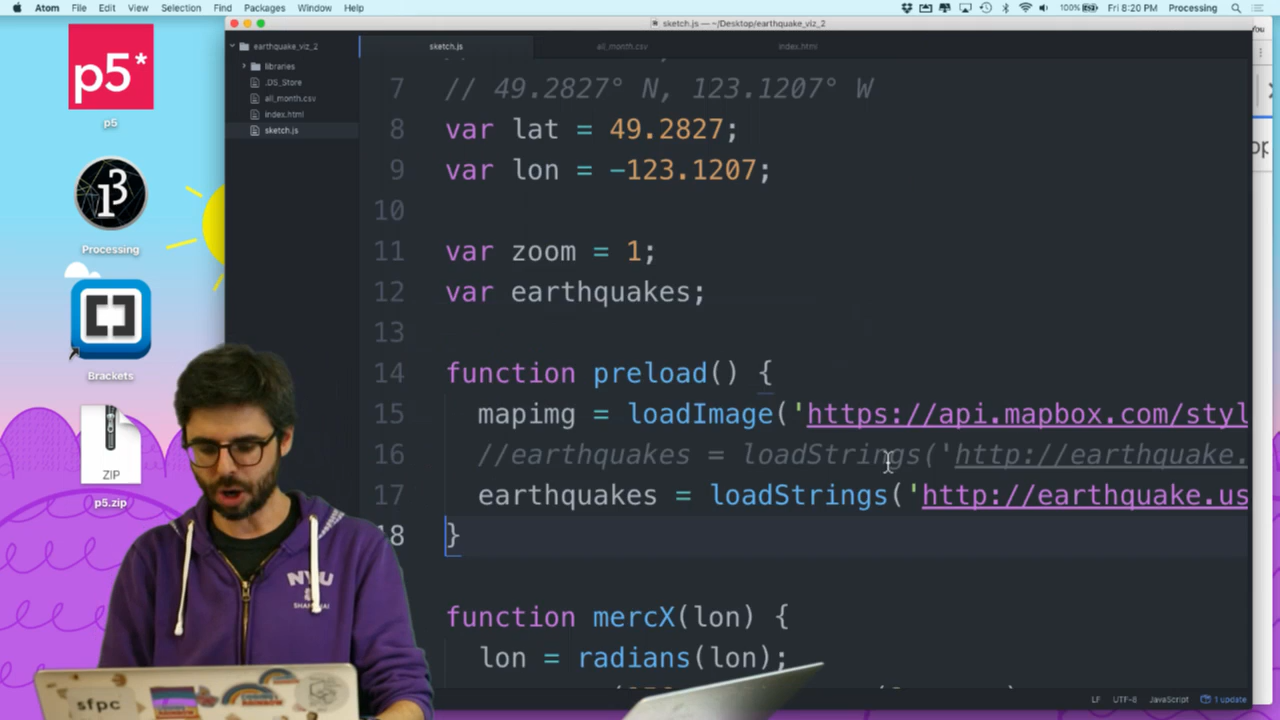 Atom File Edit View Selection Find Packages Window Help 100% Fri 8:20 PM Processing
sketch.js — ~/Desktop/earthquake_viz_2
earthquake_viz_2
libraries
.DS_Store
all_month.csv
index.html
sketch.js
sketch.js all_month.csv index.html
7 // 49.2827° N, 123.1207° W
8 var lat = 49.2827;
9 var lon = -123.1207;
10
11 var zoom = 1;
12 var earthquakes;
13
14 function preload() {
15 mapimg = loadImage('https://api.mapbox.com/styl
16 //earthquakes = loadStrings('http://earthquake.
17 earthquakes = loadStrings('http://earthquake.us
18 }
function mercX(lon) {
lon = radians(lon);
LF UTF-8 JavaScript 1 update
p5*
p5
Processing
Brackets
ZIP
p5.zip
NYU
SHANGHAI
sfpc